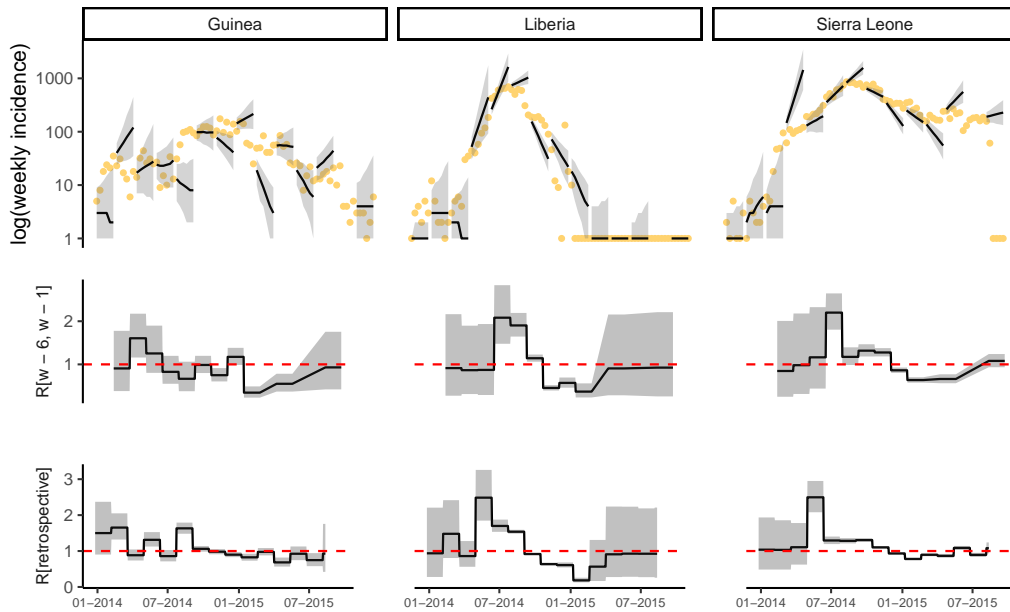 Guinea
Liberia
Sierra Leone
log(weekly incidence)
1000
100
10
1
R[w − 6, w − 1]
2
1
R[retrospective]
3
2
1
0
01−2014 07−2014 01−2015 07−2015
01−2014 07−2014 01−2015 07−2015
01−2014 07−2014 01−2015 07−2015